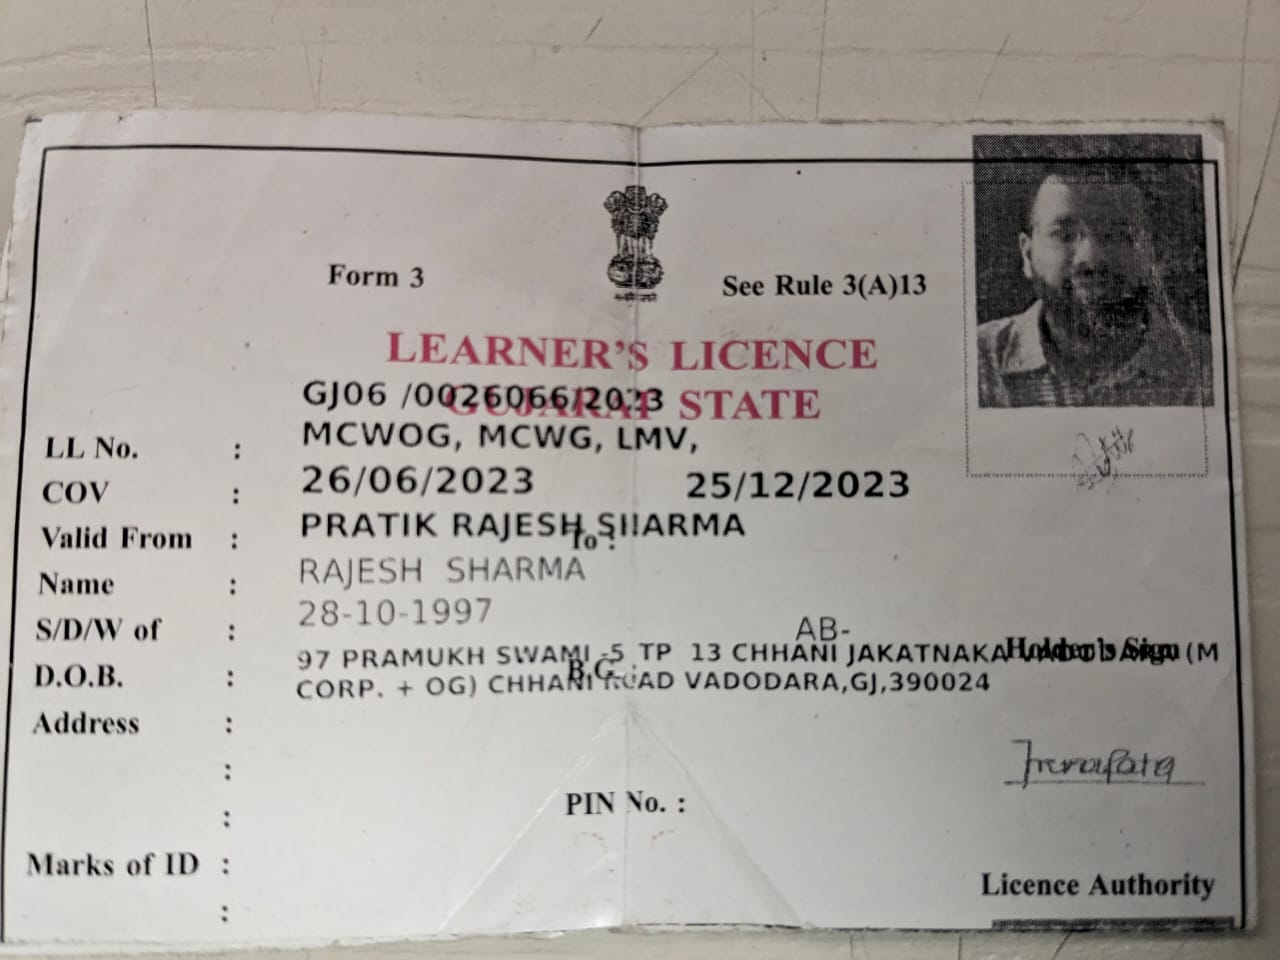 Form 3
See Rule 3(A)13
LEARNER'S LICENCE
GUJARAT STATE
LL No. : GJ06 /0026066/2023
COV : MCWOG, MCWG, LMV,
Valid From : 26/06/2023 To : 25/12/2023
Name : PRATIK RAJESH SHARMA
S/D/W of : RAJESH SHARMA
D.O.B. : 28-10-1997 B.G. : AB-
Holder's Sign
Address : 97 PRAMUKH SWAMI -5 TP 13 CHHANI JAKATNAKA VADODARA (M
CORP. + OG) CHHANI ROAD VADODARA,GJ,390024
:
:
PIN No. :
Marks of ID :
:
Licence Authority